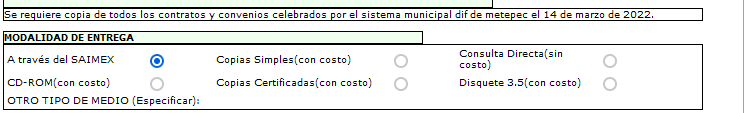 Se requiere copia de todos los contratos y convenios celebrados por el sistema municipal dif de metepec el 14 de marzo de 2022.
MODALIDAD DE ENTREGA
A través del SAIMEX Copias Simples(con costo) Consulta Directa(sin costo)
CD-ROM(con costo) Copias Certificadas(con costo) Disquete 3.5(con costo)
OTRO TIPO DE MEDIO (Especificar):